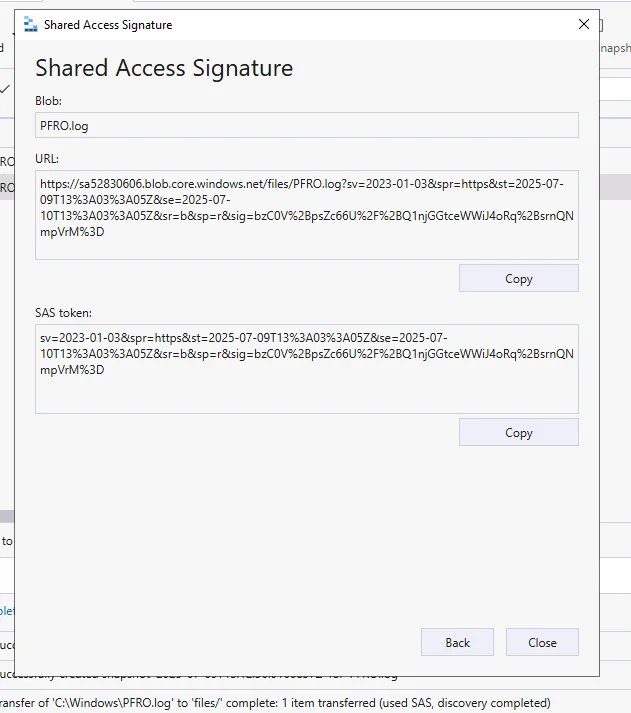 Shared Access Signature
napsh
Shared Access Signature
Blob:
PFRO.log
URL:
https://sa52830606.blob.core.windows.net/files/PFRO.log?sv=2023-01-03&spr=https&st=2025-07-
09T13%3A03%3A05Z&se=2025-07-
10T13%3A03%3A05Z&sr=b&sp=r&sig=bzC0V%2BpsZc66U%2F%2BQ1njGGtceWWiJ4oRq%2BsrnQN
mpVrM%3D
Copy
SAS token:
sv=2023-01-03&spr=https&st=2025-07-09T13%3A03%3A05Z&se=2025-07-
10T13%3A03%3A05Z&sr=b&sp=r&sig=bzC0V%2BpsZc66U%2F%2BQ1njGGtceWWiJ4oRq%2BsrnQN
mpVrM%3D
Copy
to
Back
Close
ransfer of 'C:\Windows\PFRO.log' to 'files/' complete: 1 item transferred (used SAS, discovery completed)